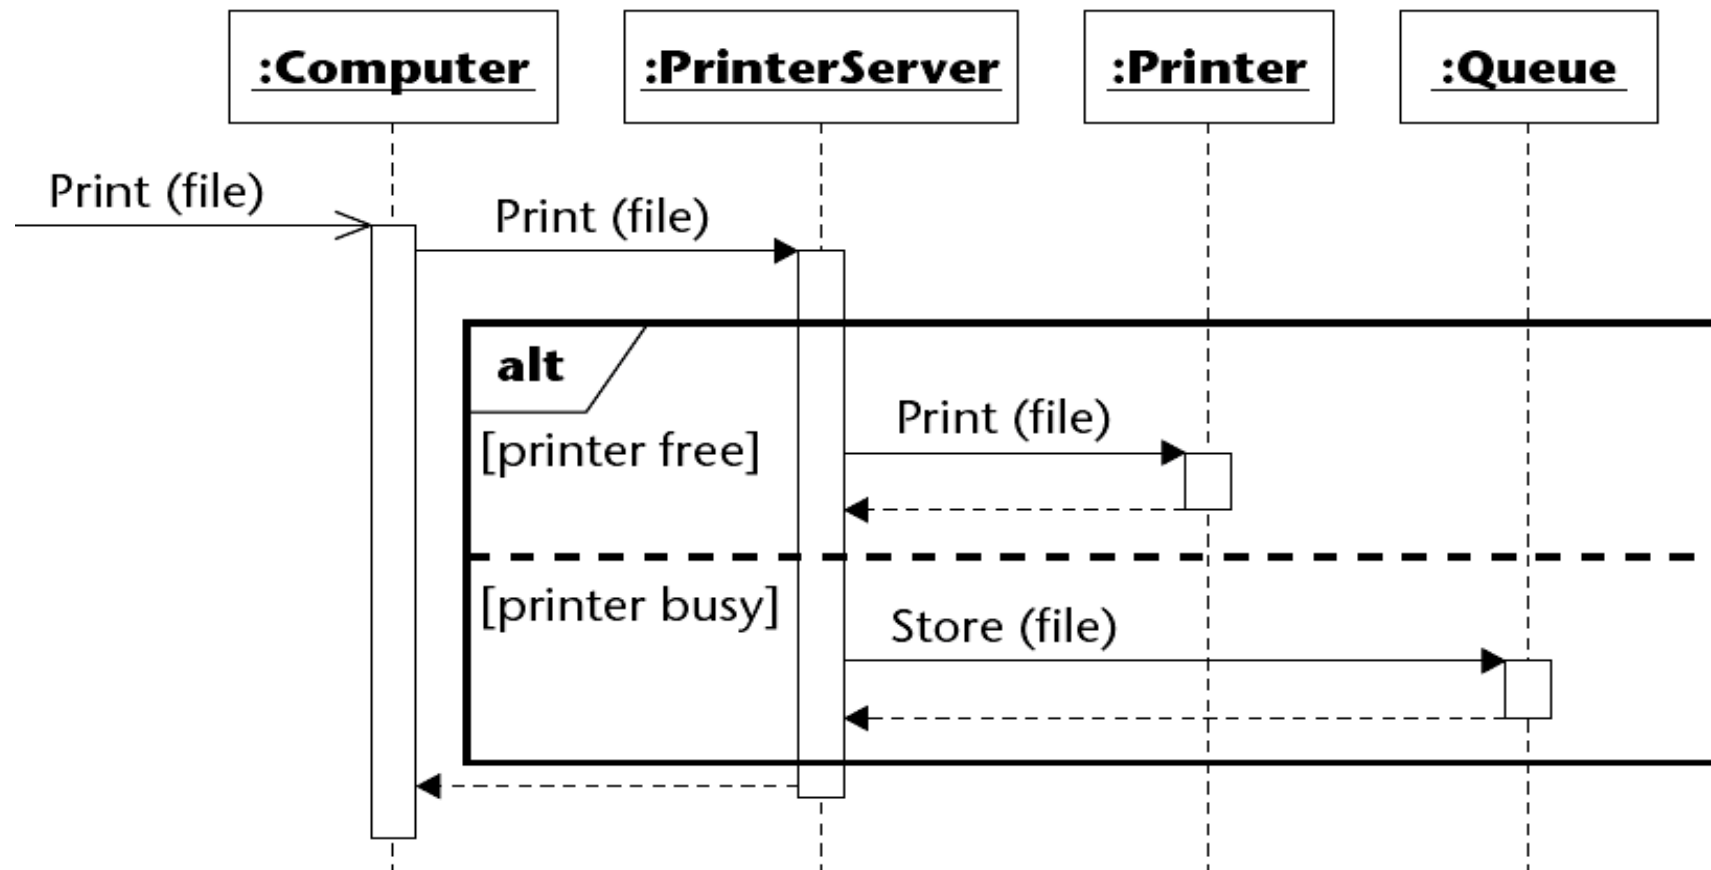 :Computer
:PrinterServer
:Printer
:Queue
Print (file)
Print (file)
alt
Print (file)
[printer free]
[printer busy]
Store (file)